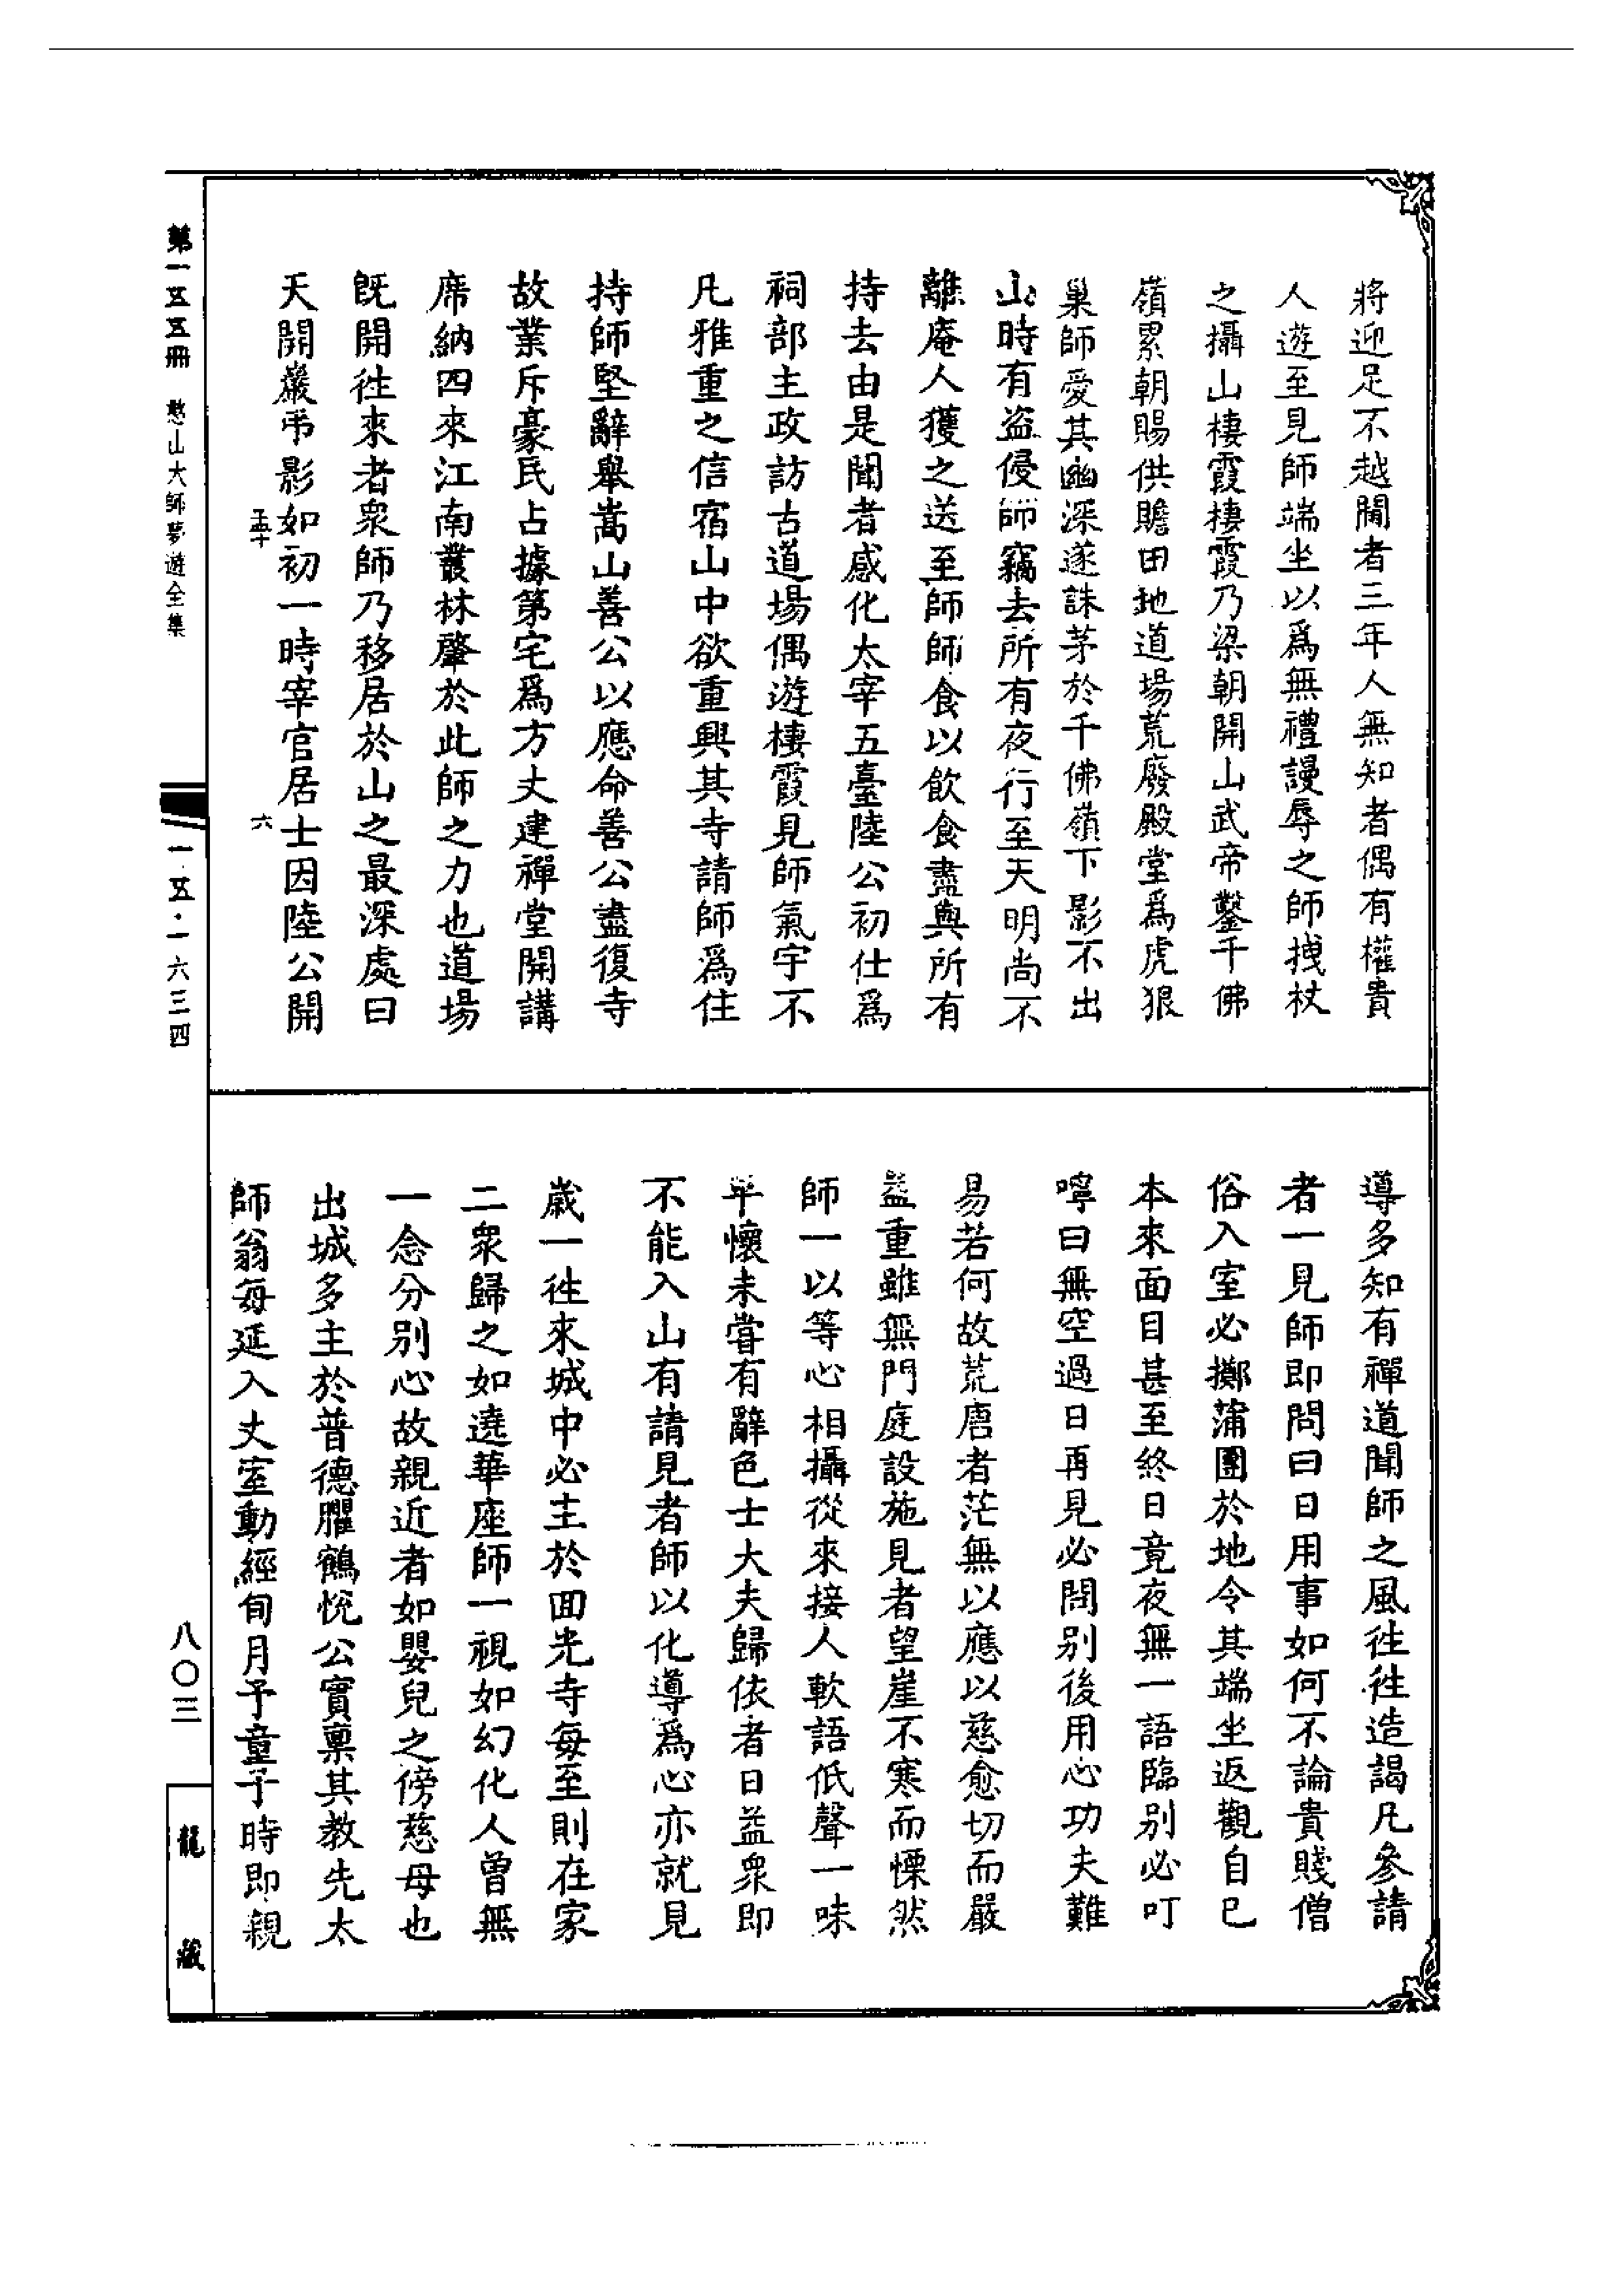 將迎足不越閫者三年人無知者偶有權貴
人遊至見師端坐以爲無禮謾辱之師拽杖
之攝山棲霞棲霞乃梁朝開山武帝鑿千佛
嶺累朝賜供贍田地道場荒廢殿堂爲虎狼
巢師愛其幽深遂誅茅於千佛嶺下影不出
山時有盜侵師竊去所有夜行至天明尚不
離庵人獲之送至師師食以飲食盡與所有
持去由是聞者感化太宰五臺陸公初仕爲
祠部主政訪古道場偶遊棲霞見師氣宇不
凡雅重之信宿山中欲重興其寺請師爲住
持師堅辭舉嵩山善公以應命善公盡復寺
故業斥豪民占據第宅爲方丈建禪堂開講
席納四來江南叢林肇於此師之力也道場
旣開徃來者衆師乃移居於山之最深處曰
天開巖弔影如初一時宰官居士因陸公開
導多知有禪道聞師之風徃徃造謁凡參請
者一見師即問曰日用事如何不論貴賤僧
俗入室必擲蒲團於地令其端坐返觀自己
本來面目甚至終日竟夜無一語臨別必叮
嚀曰無空過日再見必問別後用心功夫難
易若何故荒唐者茫無以應以慈愈切而嚴
益重雖無門庭設施見者望崖不寒而慄然
師一以等心相攝從來接人軟語低聲一味
平懷未甞有辭色士大夫歸依者日益衆即
不能入山有請見者師以化導爲心亦就見
歲一徃來城中必主於回光寺每至則在家
二衆歸之如遶華座師一視如幻化人曾無
一念分別心故親近者如嬰兒之傍慈母也
出城多主於普德臞鶴悅公實稟其教先太
師翁每延入丈室動經旬月予童子時即親
第一五五冊 憨山大師夢遊全集
五十 六
一五·一六三四
八〇三
龍藏